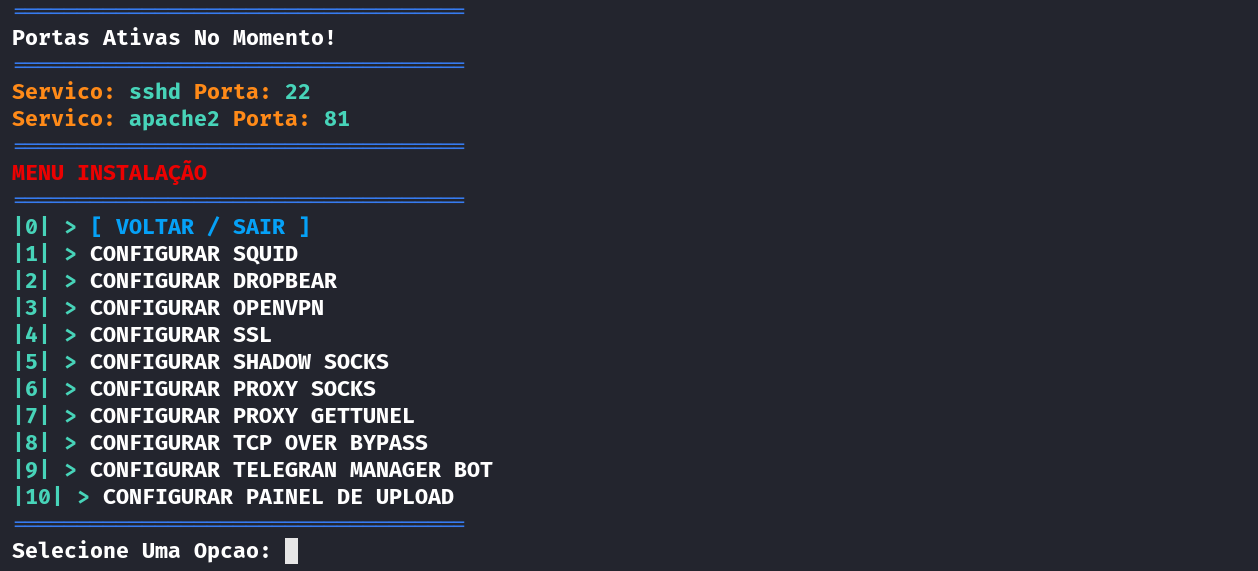 Portas Ativas No Momento!
Servico: sshd Porta: 22
Servico: apache2 Porta: 81
MENU INSTALAÇÃO
|0| > [ VOLTAR / SAIR ]
|1| > CONFIGURAR SQUID
|2| > CONFIGURAR DROPBEAR
|3| > CONFIGURAR OPENVPN
|4| > CONFIGURAR SSL
|5| > CONFIGURAR SHADOW SOCKS
|6| > CONFIGURAR PROXY SOCKS
|7| > CONFIGURAR PROXY GETTUNEL
|8| > CONFIGURAR TCP OVER BYPASS
|9| > CONFIGURAR TELEGRAN MANAGER BOT
|10| > CONFIGURAR PAINEL DE UPLOAD
Selecione Uma Opcao: